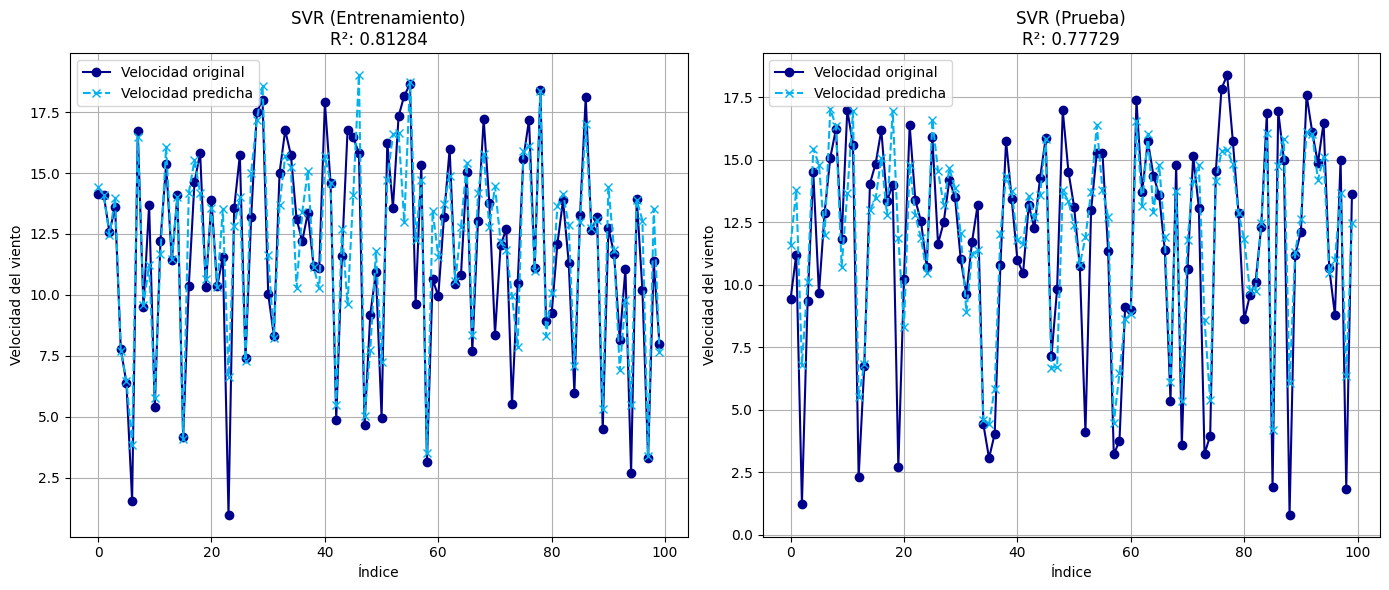 SVR (Entrenamiento)
R²: 0.81284
Velocidad original
Velocidad predicha
Velocidad del viento
17.5
15.0
12.5
10.0
7.5
5.0
2.5
0
20
40
60
80
100
Índice
SVR (Prueba)
R²: 0.77729
Velocidad original
Velocidad predicha
Velocidad del viento
17.5
15.0
12.5
10.0
7.5
5.0
2.5
0.0
0
20
40
60
80
100
Índice